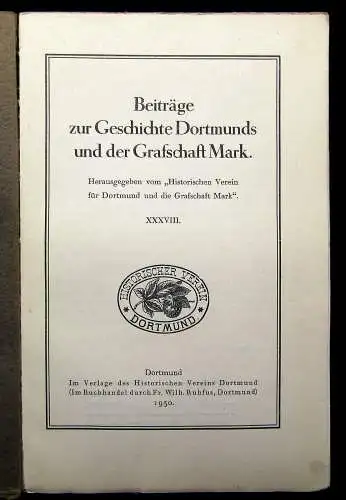 Beiträge
zur Geschichte Dortmunds
und der Grafschaft Mark.
Herausgegeben vom „Historischen Verein
für Dortmund und die Grafschaft Mark“.
XXXVIII.
HISTORISCHER VEREIN
* DORTMUND. *
Dortmund
Im Verlage des Historischen Vereins Dortmund
(Im Buchhandel durch Fr. Wilh. Ruhfus, Dortmund)
1930.